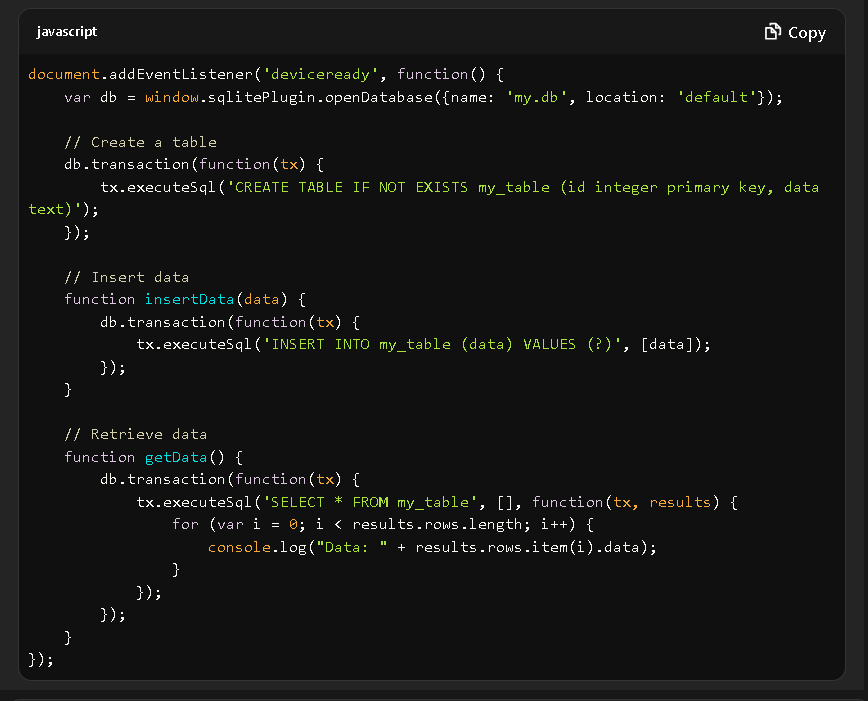 javascript
Copy
document.addEventListener('deviceready', function() {
    var db = window.sqlitePlugin.openDatabase({name: 'my.db', location: 'default'});

    // Create a table
    db.transaction(function(tx) {
        tx.executeSql('CREATE TABLE IF NOT EXISTS my_table (id integer primary key, data
text)');
    });

    // Insert data
    function insertData(data) {
        db.transaction(function(tx) {
            tx.executeSql('INSERT INTO my_table (data) VALUES (?)', [data]);
        });
    }

    // Retrieve data
    function getData() {
        db.transaction(function(tx) {
            tx.executeSql('SELECT * FROM my_table', [], function(tx, results) {
                for (var i = 0; i < results.rows.length; i++) {
                    console.log("Data: " + results.rows.item(i).data);
                }
            });
        });
    }
});